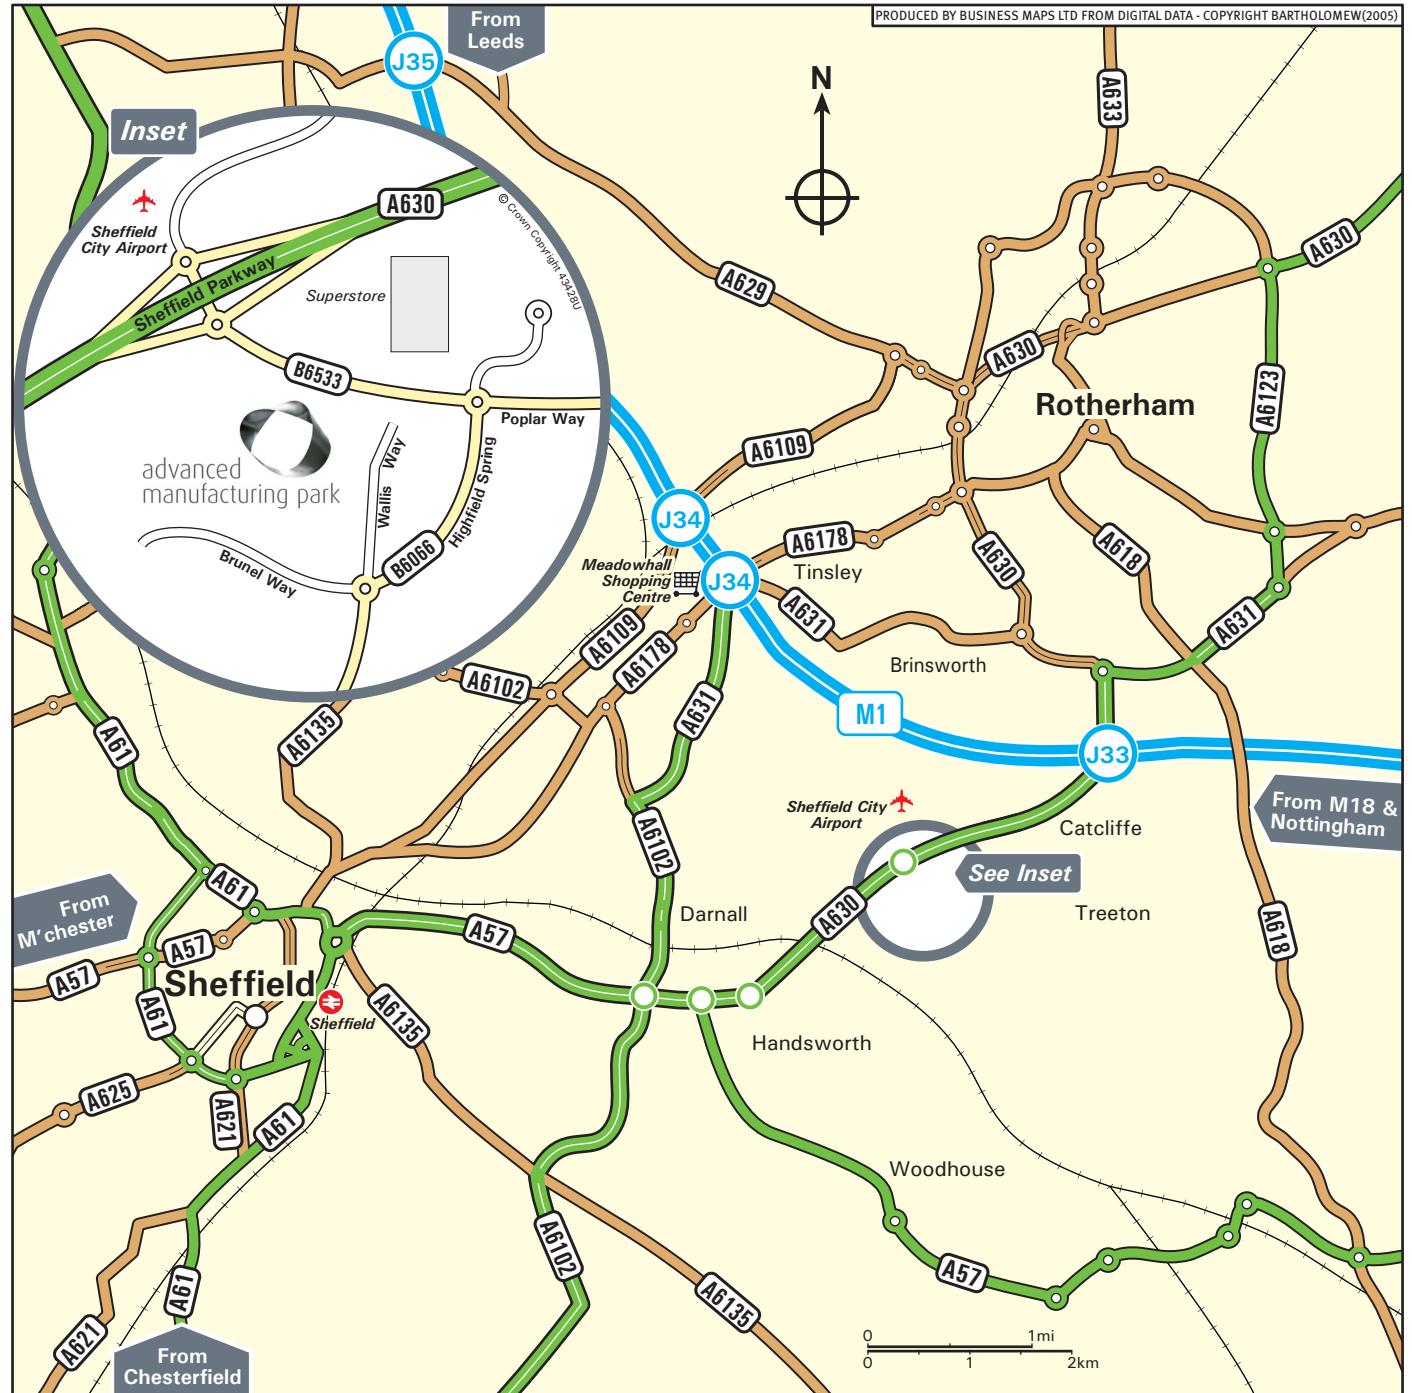 PRODUCED BY BUSINESS MAPS LTD FROM DIGITAL DATA - COPYRIGHT BARTHOLOMEW(2005)
From
Leeds
J35
N
A633
Inset
A630
© Crown Copyright 43428U
Sheffield
City Airport
Sheffield Parkway
Superstore
B6533
Poplar Way
advanced
manufacturing park
Wallis Way
Highfield Spring
B6066
Brunel Way
A629
A630
A630
Rotherham
A6123
A6109
J34
A6178
Tinsley
A630
A618
Meadowhall
Shopping
Centre
J34
A631
A631
A6109
A6178
Brinsworth
A6102
A631
M1
A6135
A61
J33
From M18 &
Nottingham
Sheffield City
Airport
Catcliffe
See Inset
A6102
A61
From
M'chester
A630
Darnall
Treeton
A57
A57
A57
A618
Sheffield
Sheffield
A61
A6135
Handsworth
A625
A621
A61
Woodhouse
A6102
A57
A61
A6135
A621
From
Chesterfield
0 1mi
0 1 2km